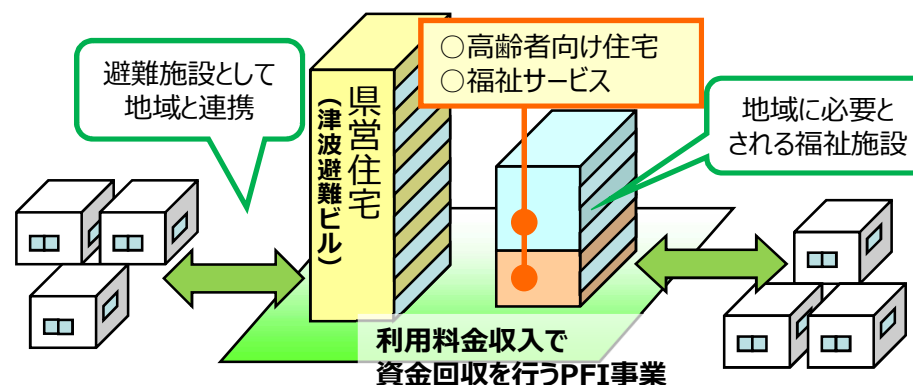 避難施設として
地域と連携
県営住宅
(津波避難ビル)
○高齢者向け住宅
○福祉サービス
地域に必要と
される福祉施設
利用料金収入で
資金回収を行うPFI事業